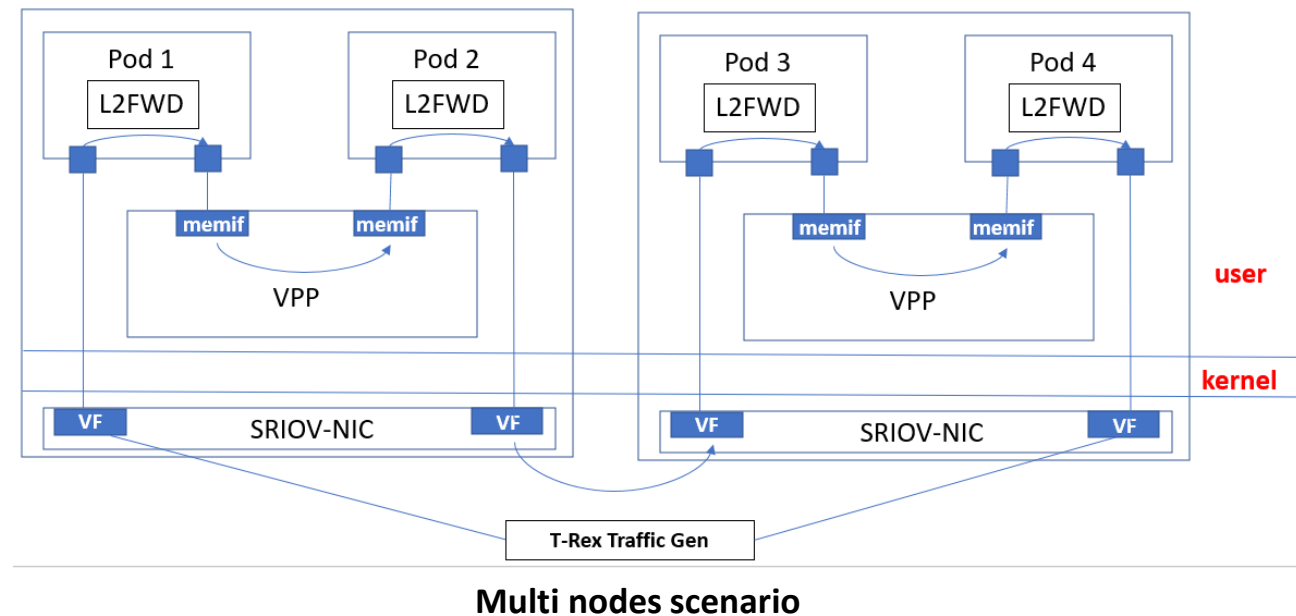 Pod 1
L2FWD
Pod 2
L2FWD
Pod 3
L2FWD
Pod 4
L2FWD
memif
memif
VPP
memif
memif
VPP
user
kernel
VF
SRIOV-NIC
VF
VF
SRIOV-NIC
VF
T-Rex Traffic Gen
Multi nodes scenario